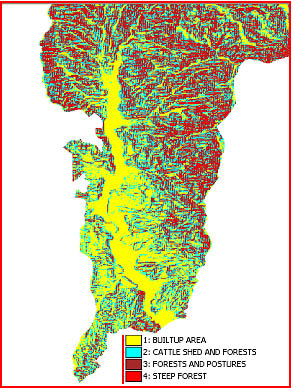 1: BUILTUP AREA
2: CATTLE SHED AND FORESTS
3: FORESTS AND POSTURES
4: STEEP FOREST